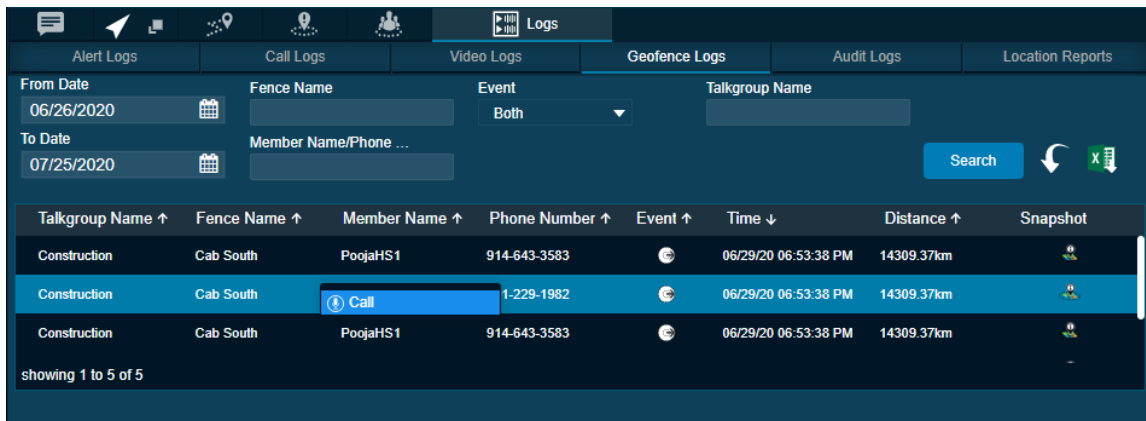 Logs
Alert Logs Call Logs Video Logs Geofence Logs Audit Logs Location Reports
From Date Fence Name Event Talkgroup Name
06/26/2020 Both
To Date Member Name/Phone ...
07/25/2020 Search
Talkgroup Name ↑ Fence Name ↑ Member Name ↑ Phone Number ↑ Event ↑ Time ↓ Distance ↑ Snapshot
Construction Cab South PoojaHS1 914-643-3583 06/29/20 06:53:38 PM 14309.37km
Construction Cab South Call 1-229-1982 06/29/20 06:53:38 PM 14309.37km
Construction Cab South PoojaHS1 914-643-3583 06/29/20 06:53:38 PM 14309.37km
showing 1 to 5 of 5